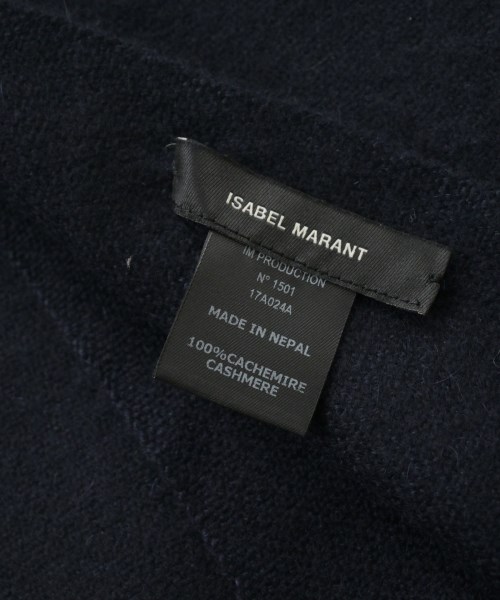 ISABEL MARANT
IM PRODUCTION
N° 1501
17A024A
MADE IN NEPAL
100%CACHEMIRE
CASHMERE